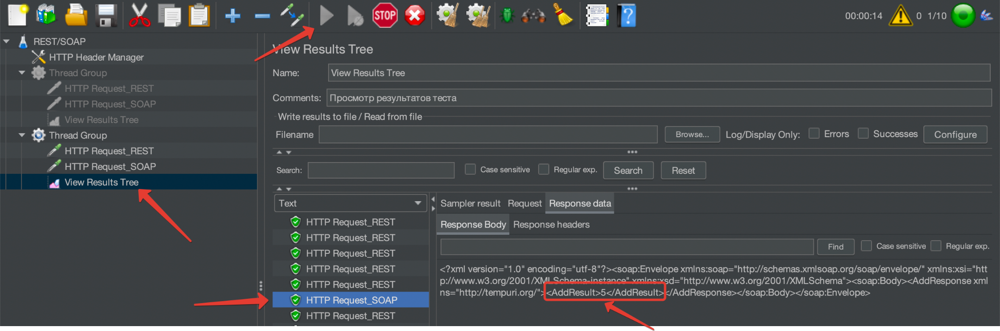 STOP
?
00:00:14
0
1/10
REST/SOAP
HTTP Header Manager
Thread Group
HTTP Request_REST
HTTP Request_SOAP
View Results Tree
Thread Group
HTTP Request_REST
HTTP Request_SOAP
View Results Tree
View Results Tree
Name: View Results Tree
Comments: Просмотр результатов теста
Write results to file / Read from file
Filename Browse... Log/Display Only: Errors Successes Configure
Search: Case sensitive Regular exp. Search Reset
Text
HTTP Request_REST
HTTP Request_REST
HTTP Request_REST
HTTP Request_REST
HTTP Request_REST
HTTP Request_SOAP
HTTP Request_REST
Sampler result Request Response data
Response Body Response headers
Find Case sensitive Regular exp.
<?xml version="1.0" encoding="utf-8"?><soap:Envelope xmlns:soap="http://schemas.xmlsoap.org/soap/envelope/" xmlns:xsi="htt
p://www.w3.org/2001/XMLSchema-instance" xmlns:xsd="http://www.w3.org/2001/XMLSchema"><soap:Body><AddResponse xml
ns="http://tempuri.org/"><AddResult>5</AddResult></AddResponse></soap:Body></soap:Envelope>